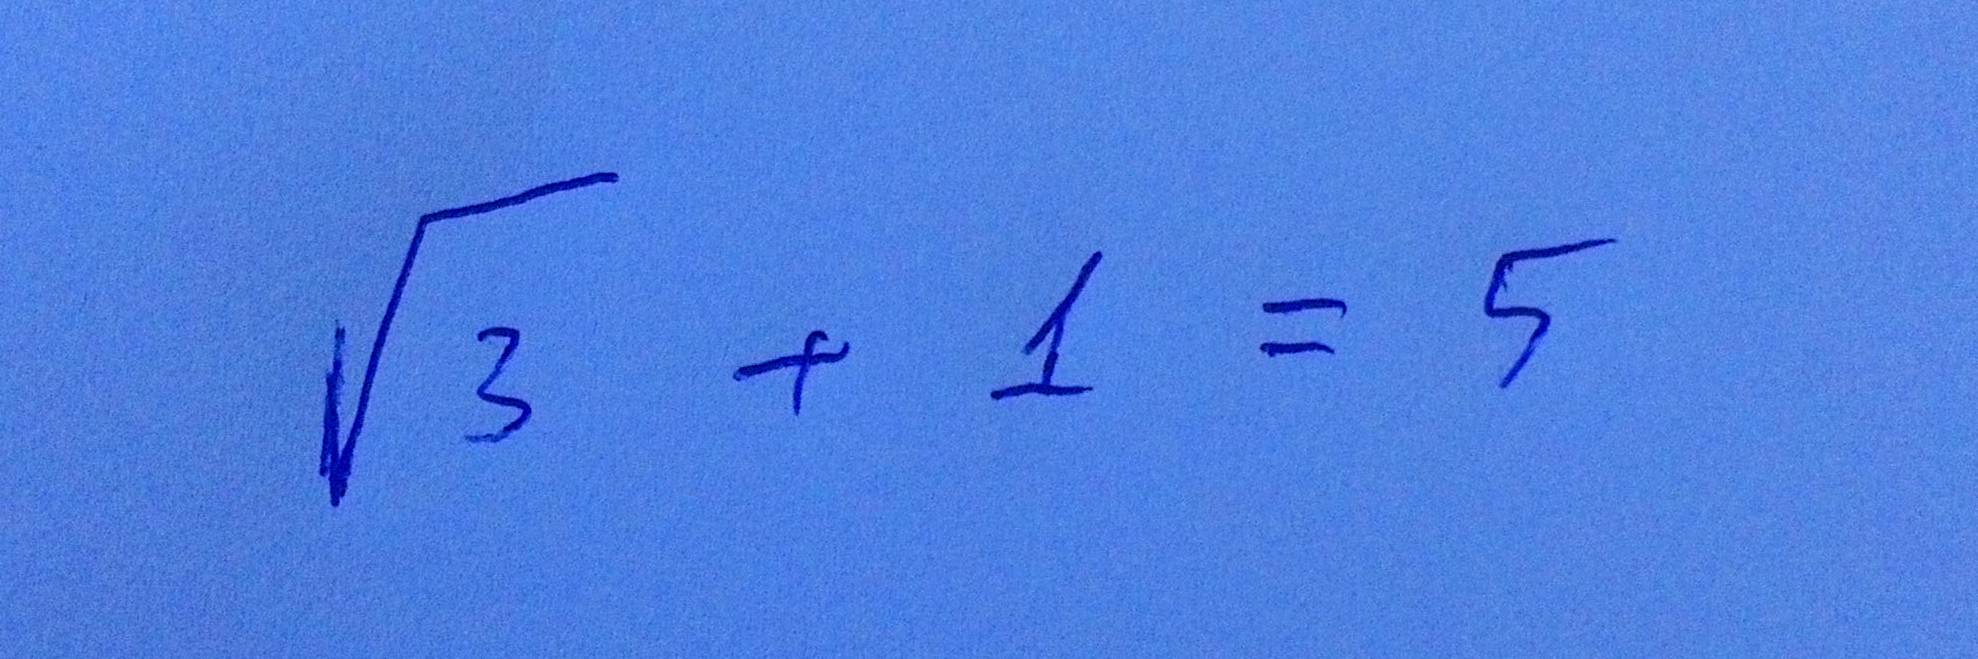 √3 + 1 = 5